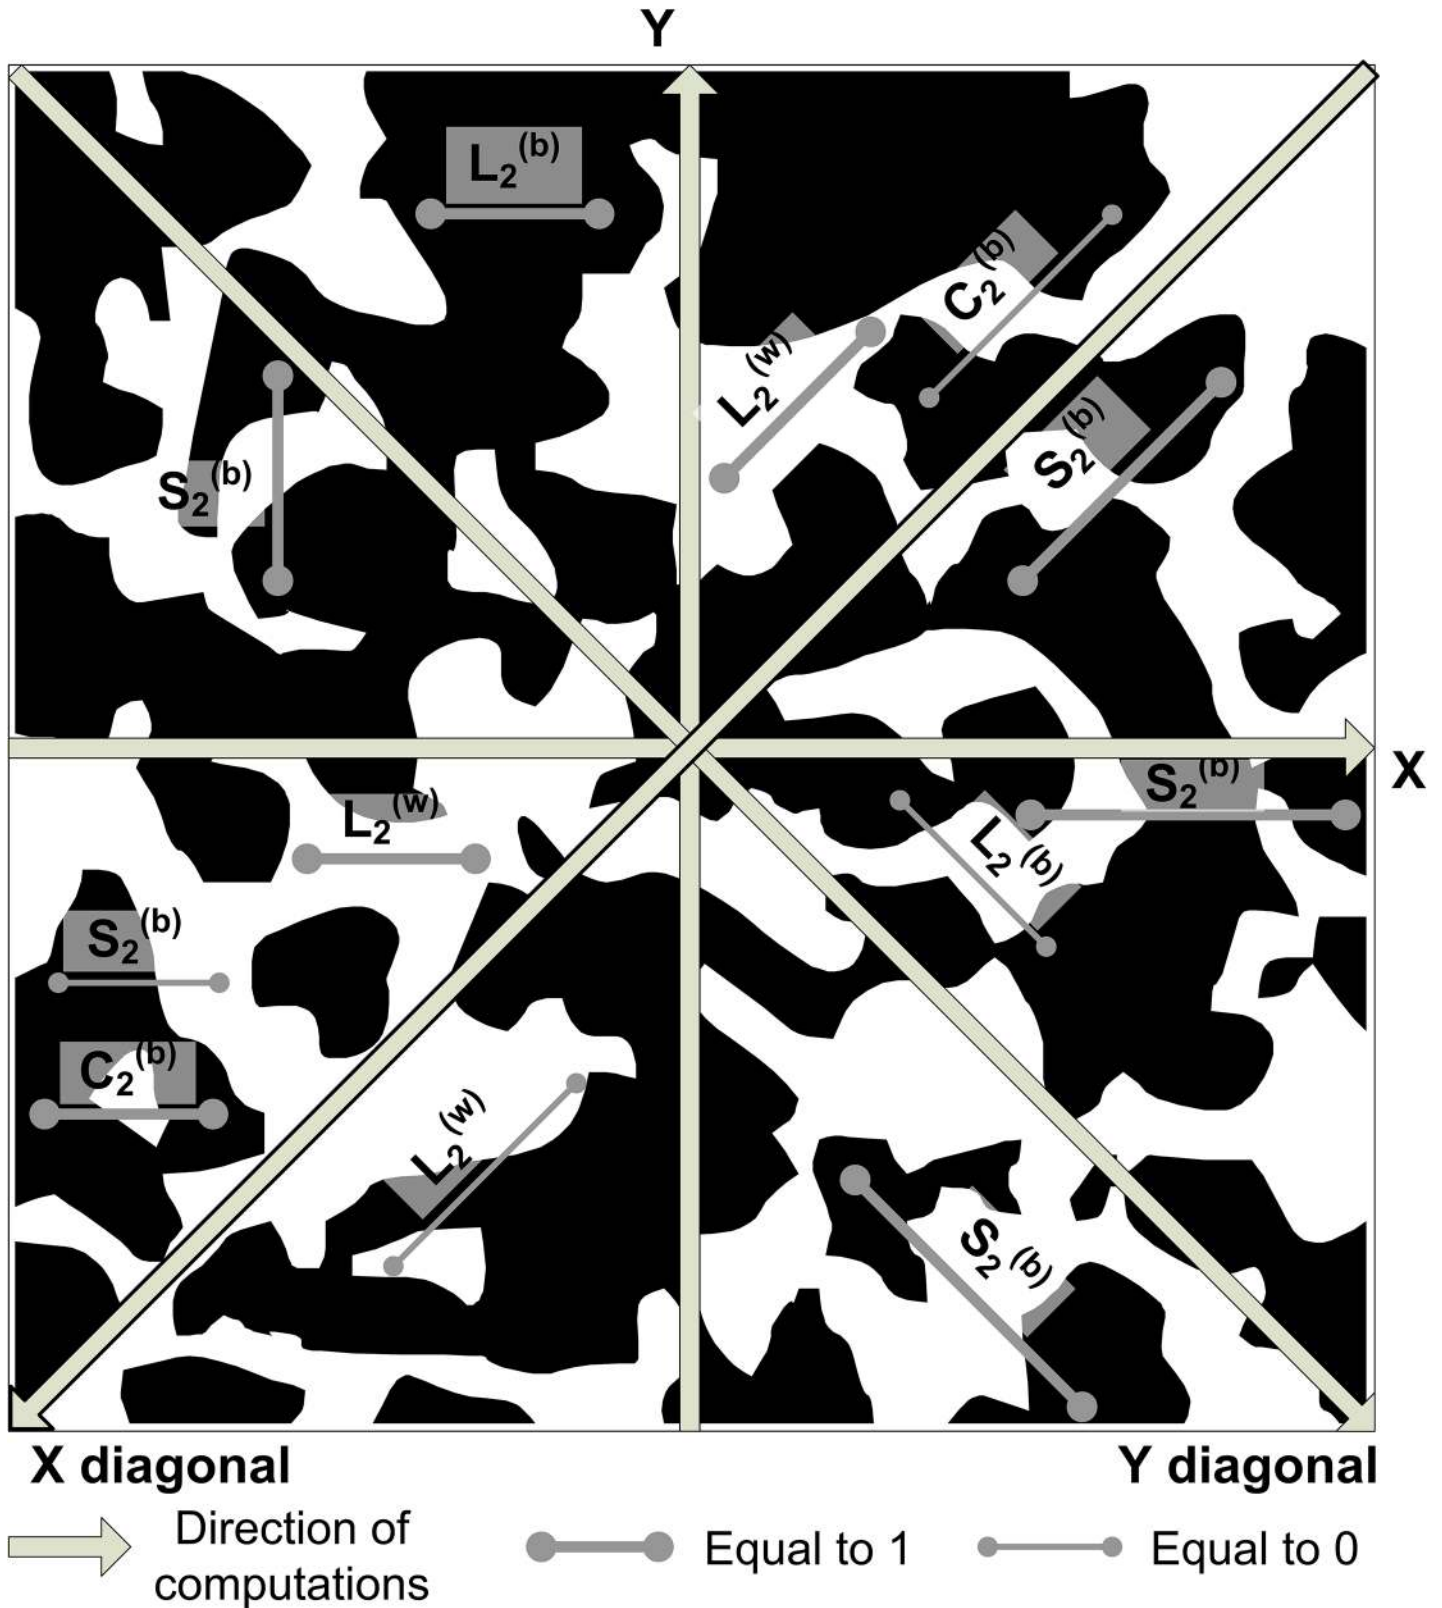 Y
L₂⁽ᵇ⁾
C₂⁽ᵇ⁾
L₂⁽ʷ⁾
S₂⁽ᵇ⁾
S₂⁽ᵇ⁾
X
S₂⁽ᵇ⁾
L₂⁽ʷ⁾
L₂⁽ᵇ⁾
S₂⁽ᵇ⁾
C₂⁽ᵇ⁾
L₂⁽ʷ⁾
S₂⁽ᵇ⁾
X diagonal
Y diagonal
Direction of
computations
Equal to 1
Equal to 0